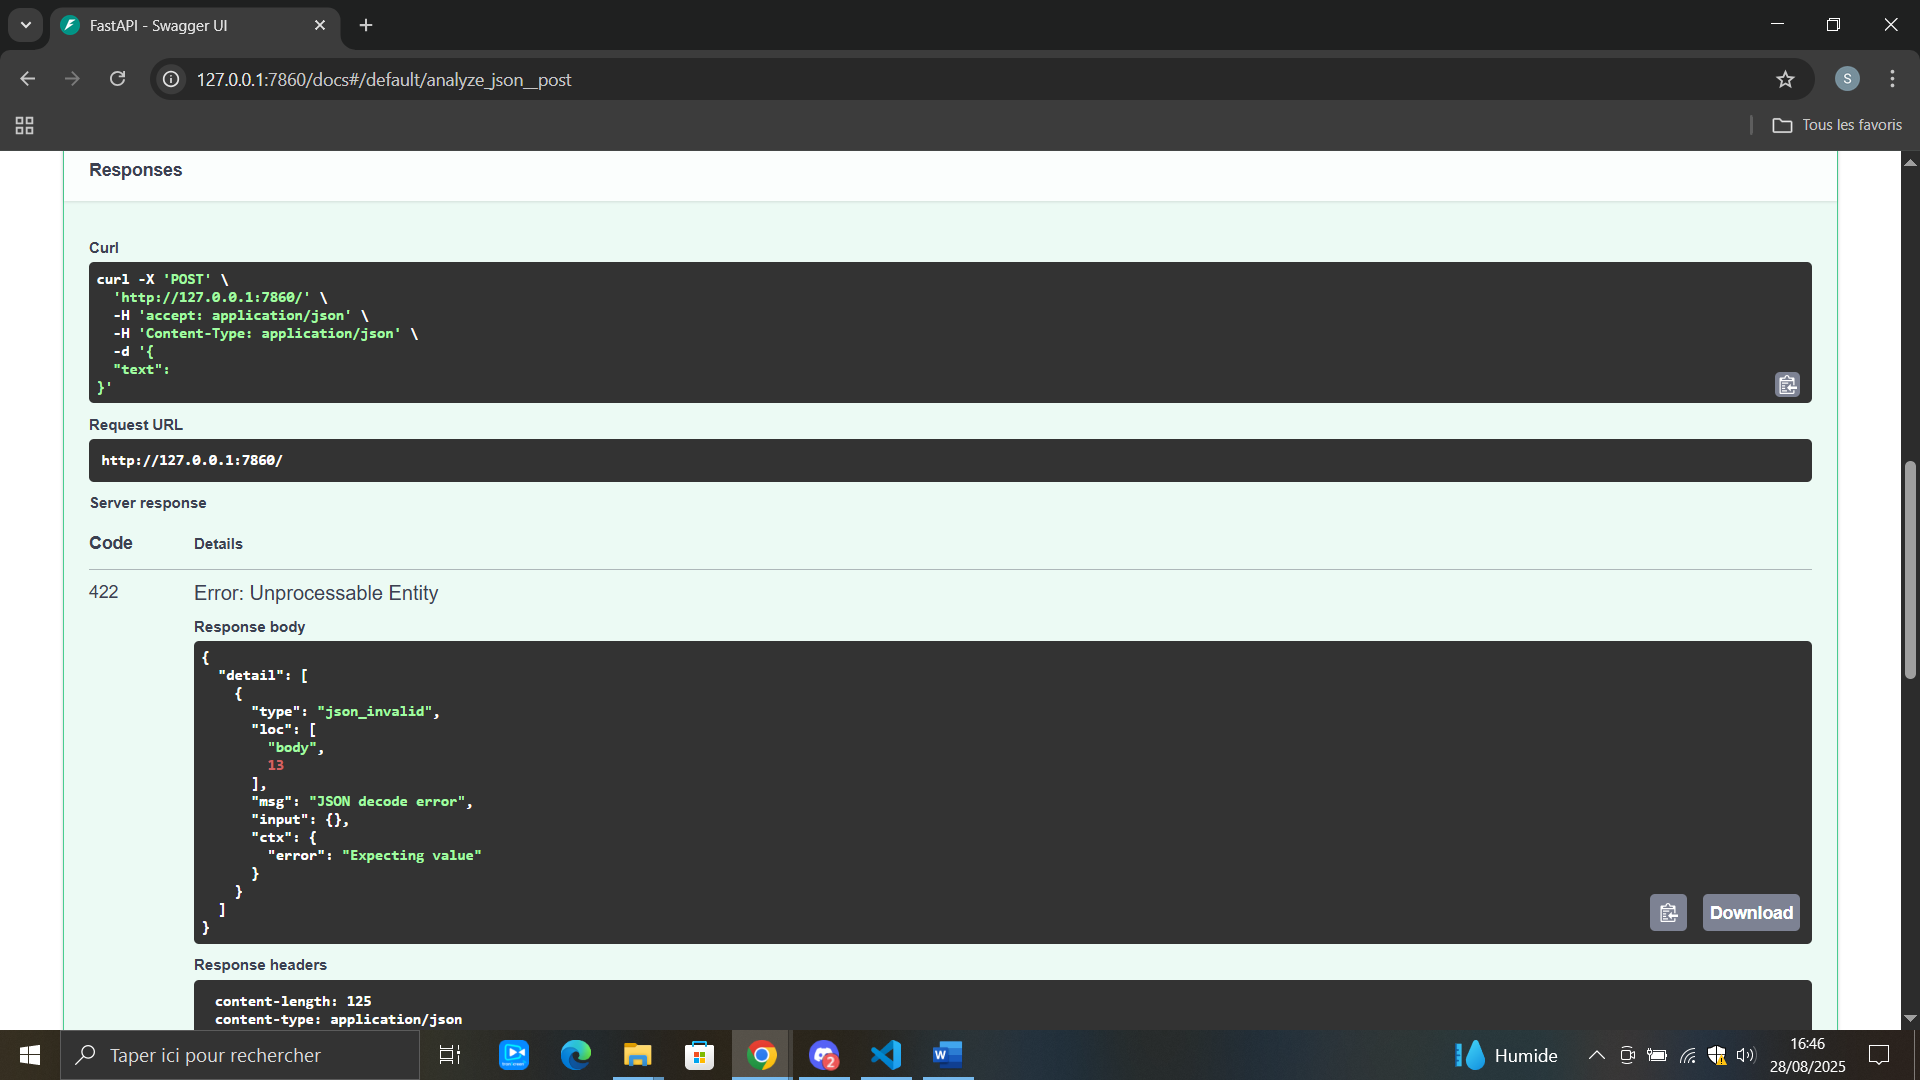 FastAPI - Swagger UI
127.0.0.1:7860/docs#/default/analyze_json__post
S
Tous les favoris
Responses
Curl
curl -X 'POST' \
  'http://127.0.0.1:7860/' \
  -H 'accept: application/json' \
  -H 'Content-Type: application/json' \
  -d '{
  "text":
}'
Request URL
http://127.0.0.1:7860/
Server response
Code Details
422 Error: Unprocessable Entity
Response body
{
  "detail": [
    {
      "type": "json_invalid",
      "loc": [
        "body",
        13
      ],
      "msg": "JSON decode error",
      "input": {},
      "ctx": {
        "error": "Expecting value"
      }
    }
  ]
}
Download
Response headers
content-length: 125
content-type: application/json
Taper ici pour rechercher
2
W
Humide
16:46
28/08/2025